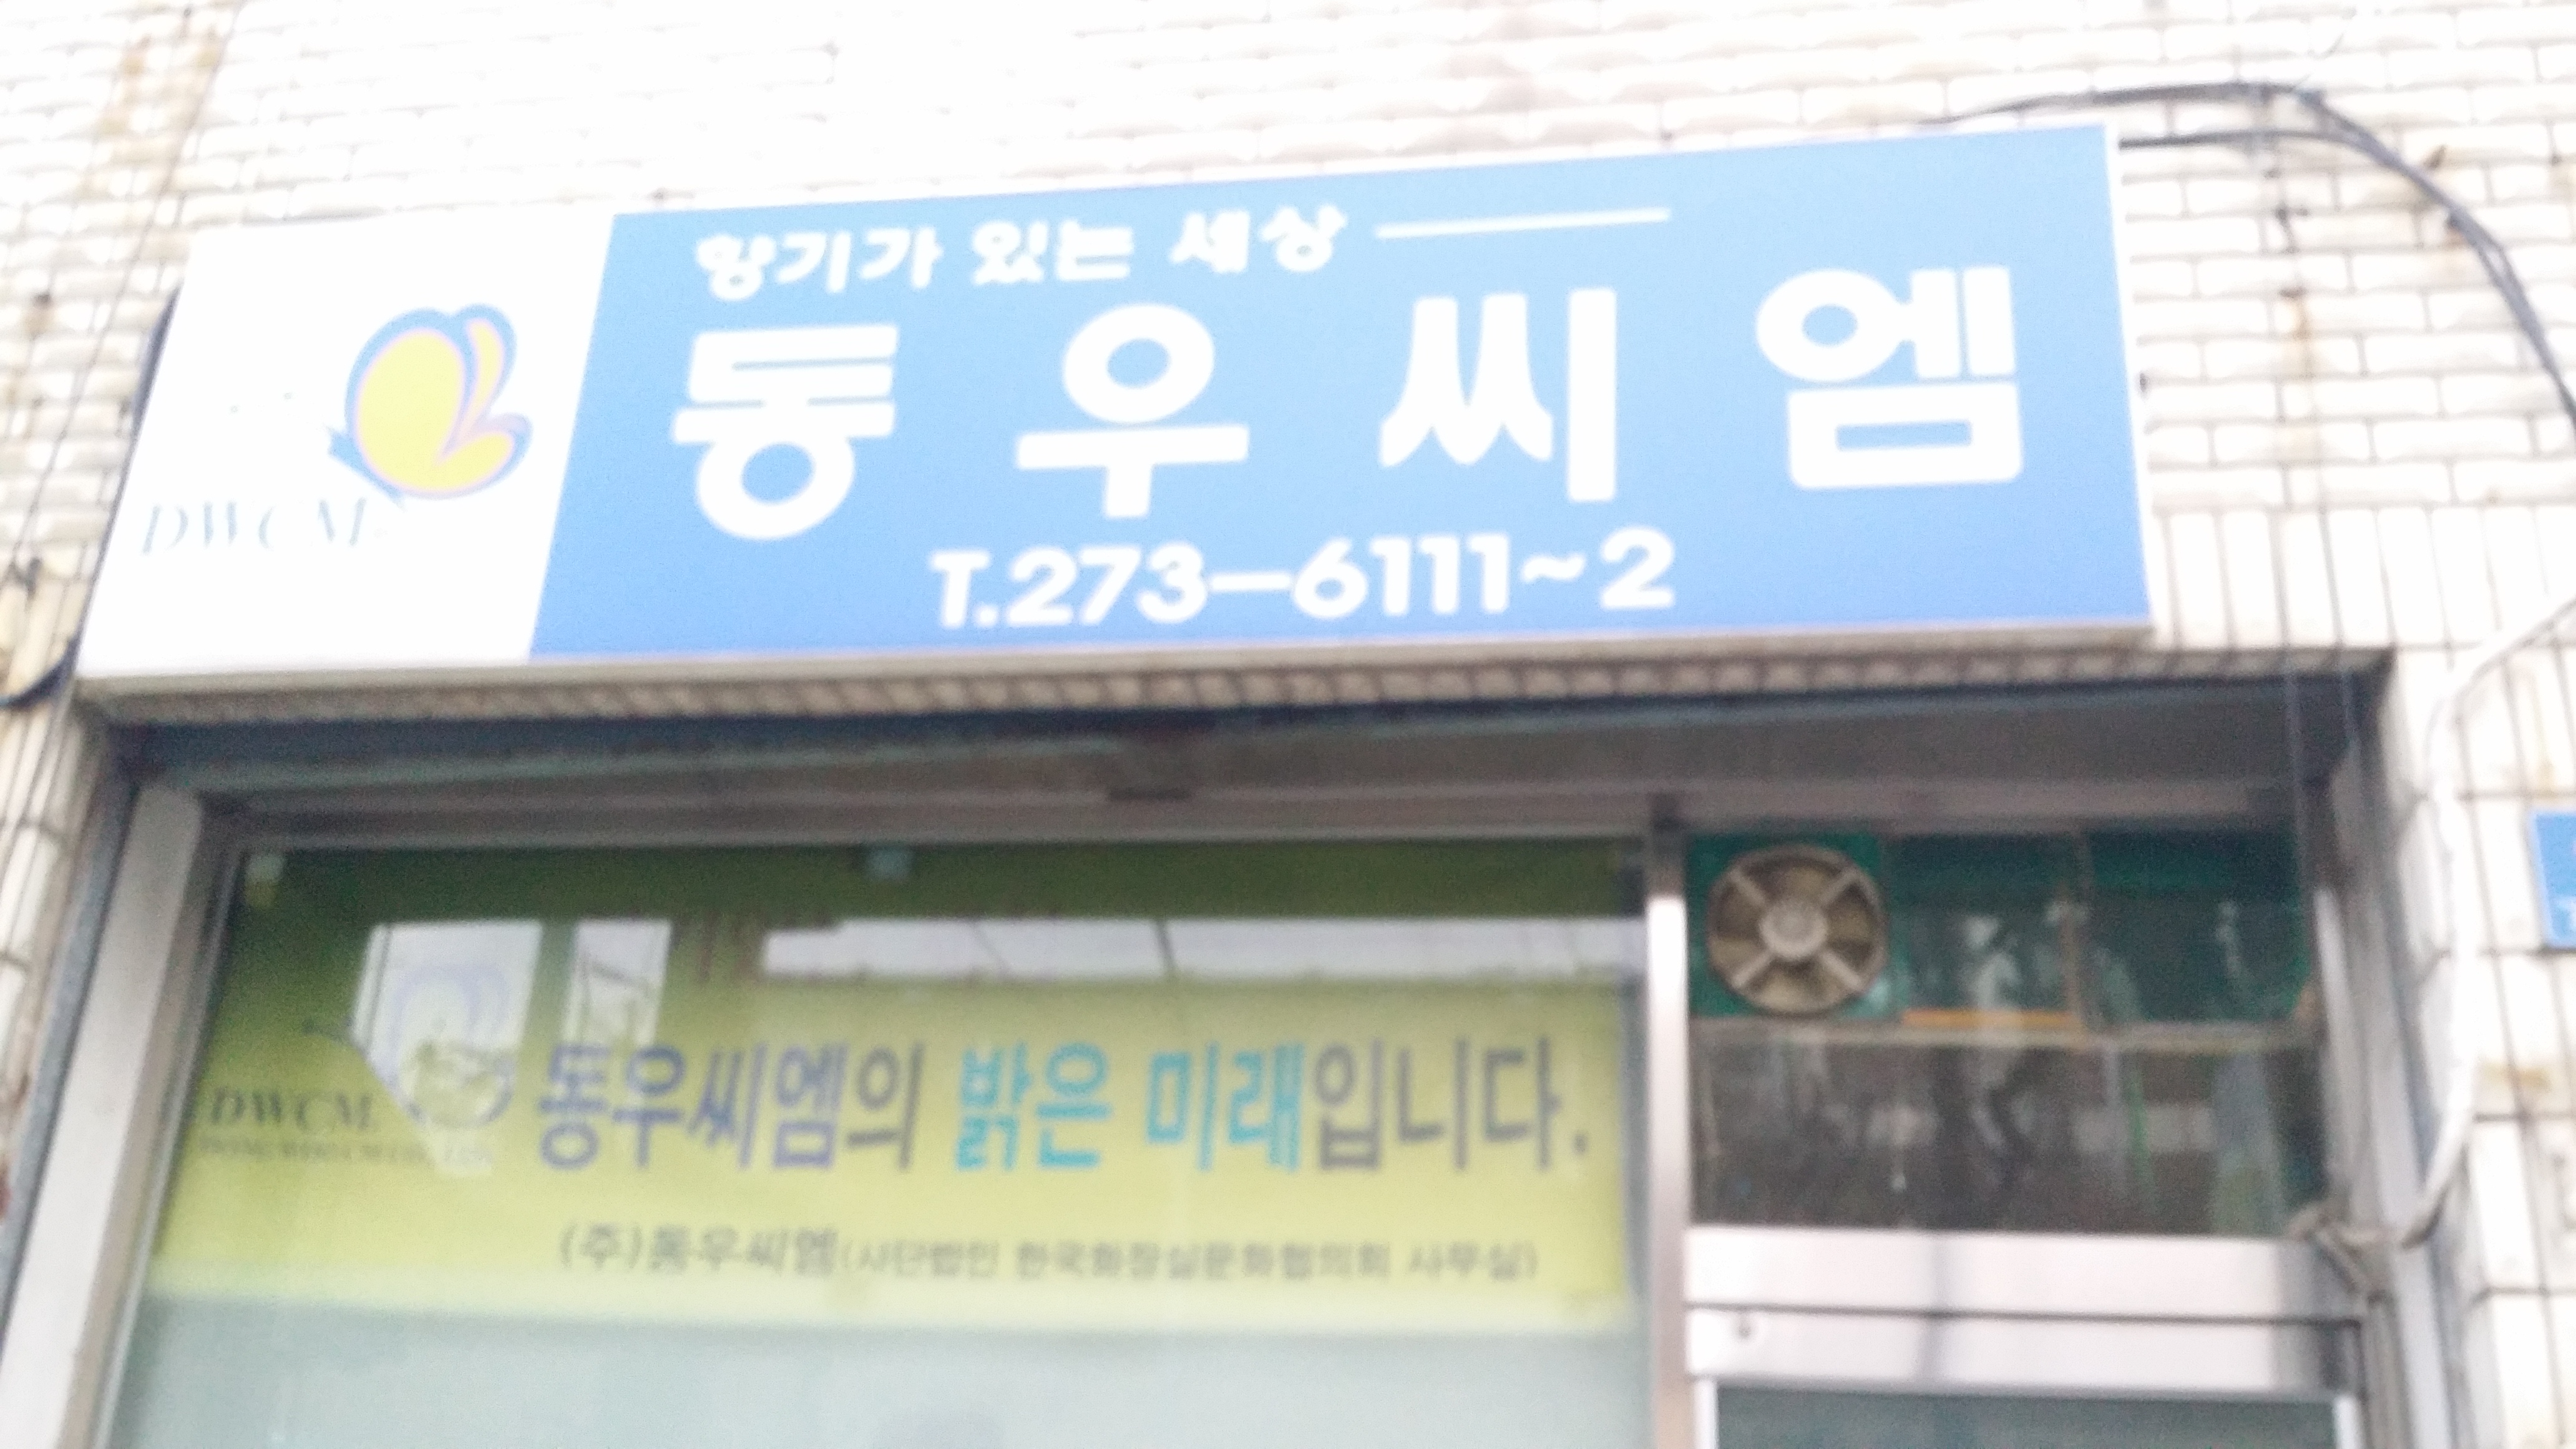 향기가 있는 세상
동우씨엠
DWCM
T.273-6111~2
동우씨엠의 밝은 미래입니다.
DWCM
(주)동우씨엠(사단법인 한국화장실문화협의회 사무실)